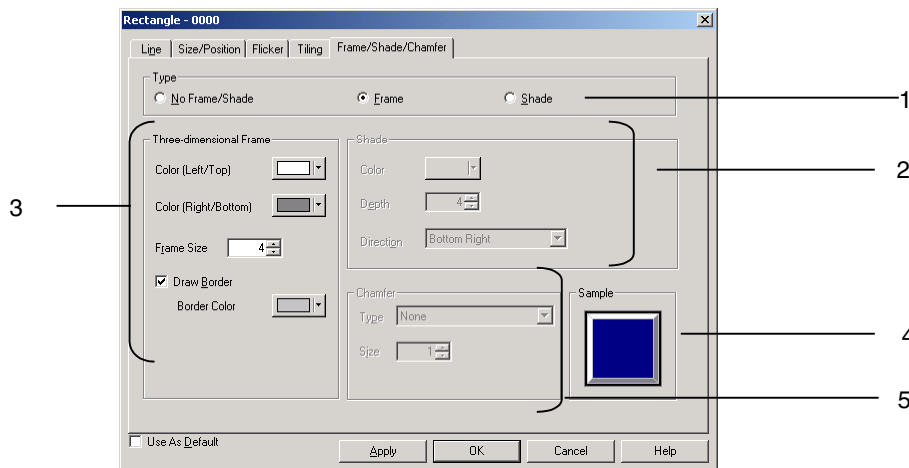 Rectangle - 0000
Line Size/Position Flicker Tiling Frame/Shade/Chamfer
Type
No Frame/Shade Frame Shade
1
Three-dimensional Frame
Color (Left/Top)
Color (Right/Bottom)
Frame Size 4
Draw Border
Border Color
3
Shade
Color
Depth 4
Direction Bottom Right
2
Chamfer
Type None
Size 1
5
Sample
4
Use As Default
Apply OK Cancel Help